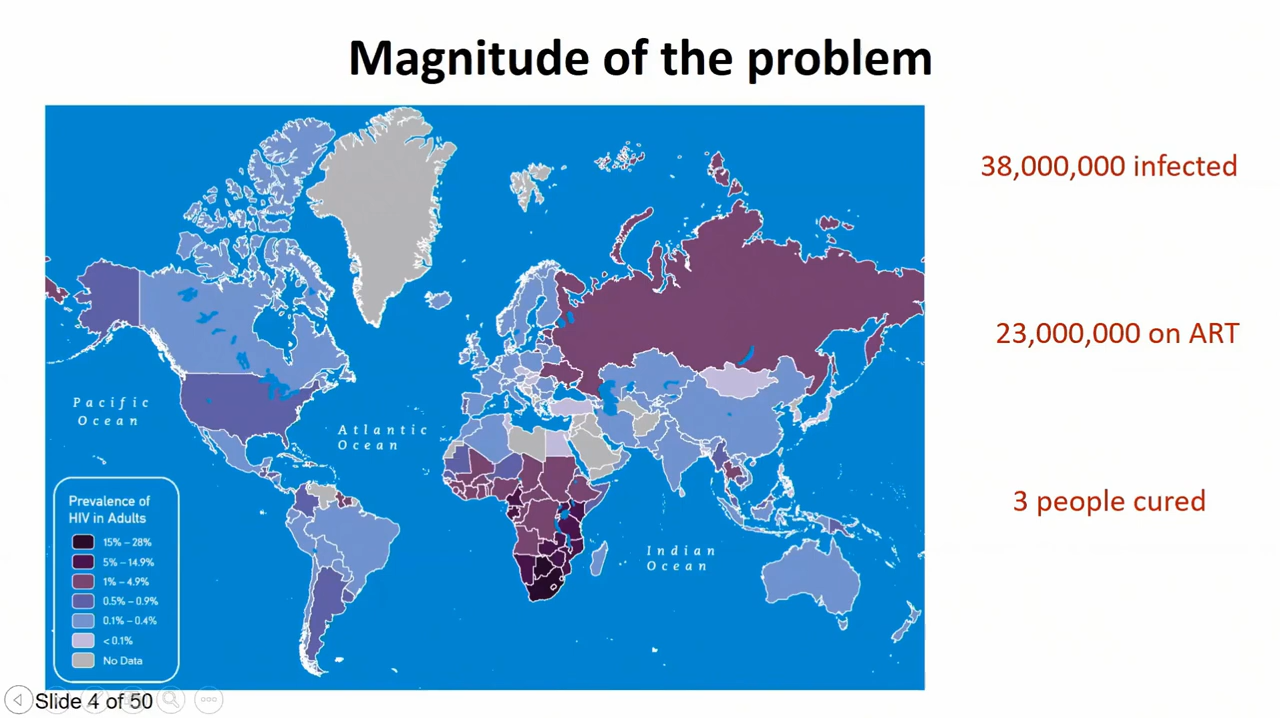 Magnitude of the problem
38,000,000 infected
23,000,000 on ART
3 people cured
Pacific
Ocean
Atlantic
Ocean
Indian
Ocean
Prevalence of
HIV in Adults
15% – 28%
5% – 14.9%
1% – 4.9%
0.5% – 0.9%
0.1% – 0.4%
< 0.1%
No Data
Slide 4 of 50